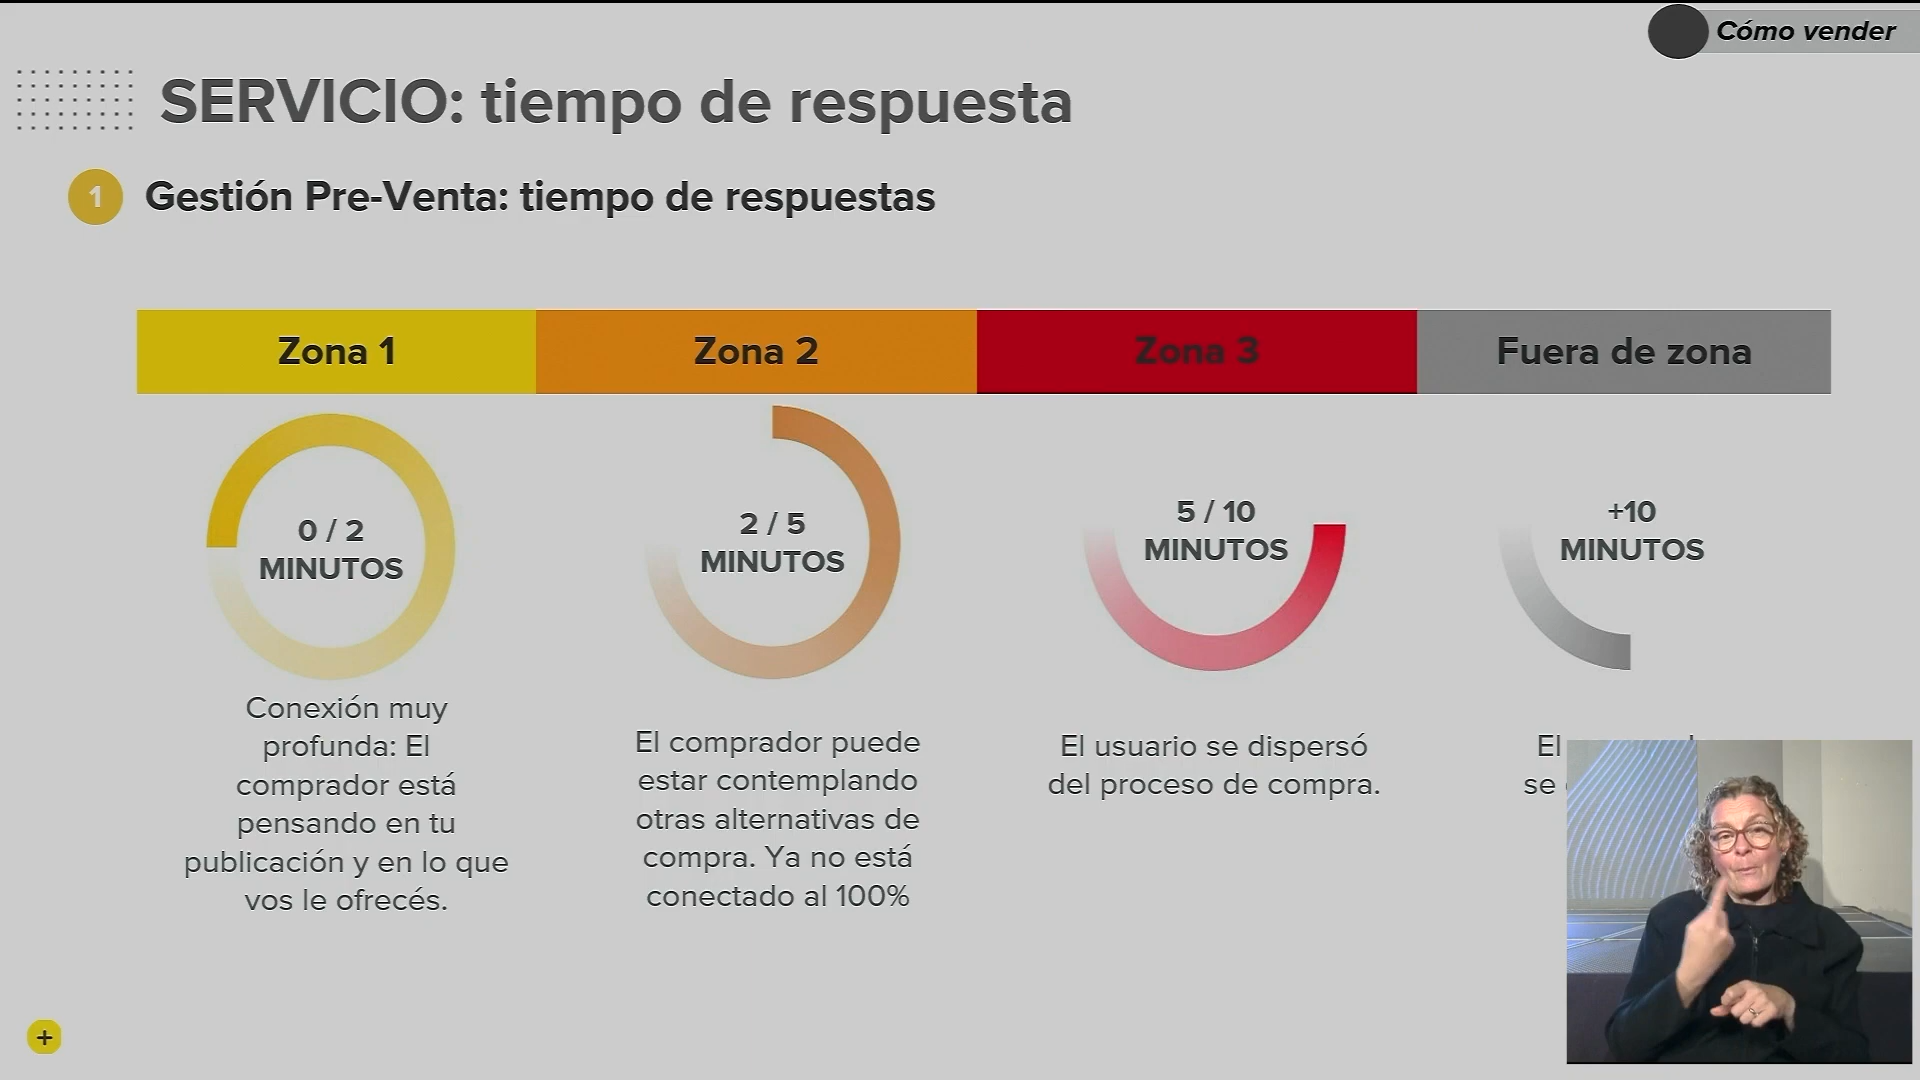 Cómo vender
SERVICIO: tiempo de respuesta
1
Gestión Pre-Venta: tiempo de respuestas
Zona 1
Zona 2
Zona 3
Fuera de zona
0 / 2
MINUTOS
2 / 5
MINUTOS
5 / 10
MINUTOS
+10
MINUTOS
Conexión muy
profunda: El
comprador está
pensando en tu
publicación y en lo que
vos le ofrecés.
El comprador puede
estar contemplando
otras alternativas de
compra. Ya no está
conectado al 100%
El usuario se dispersó
del proceso de compra.
El
se
+